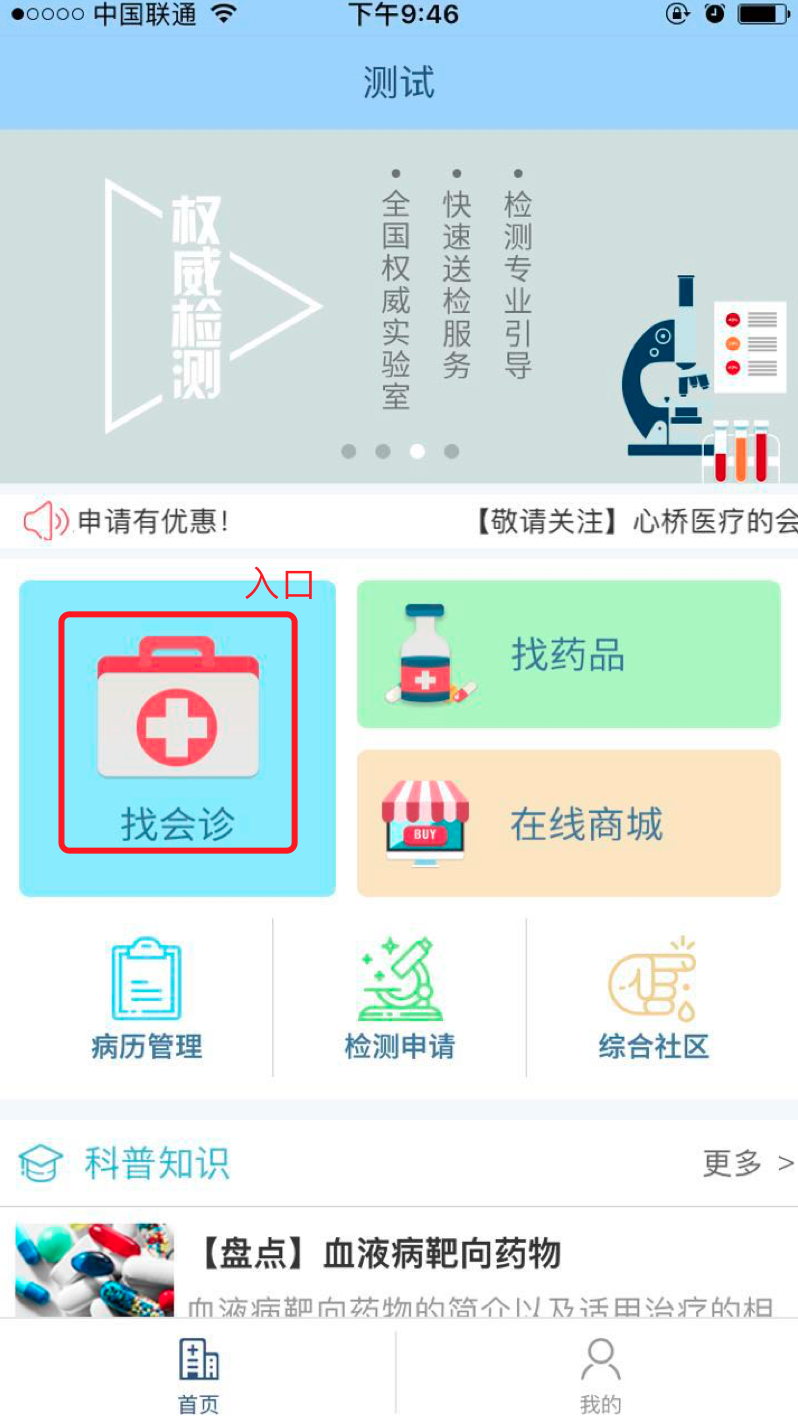 中国联通
下午9:46
测试
权威检测
全国权威实验室
快速送检服务
检测专业引导
申请有优惠！
【敬请关注】心桥医疗的会
入口
找会诊
找药品
BUY
在线商城
病历管理
检测申请
综合社区
科普知识
更多 >
【盘点】血液病靶向药物
血液病靶向药物的简介以及适用治疗的相
首页
我的